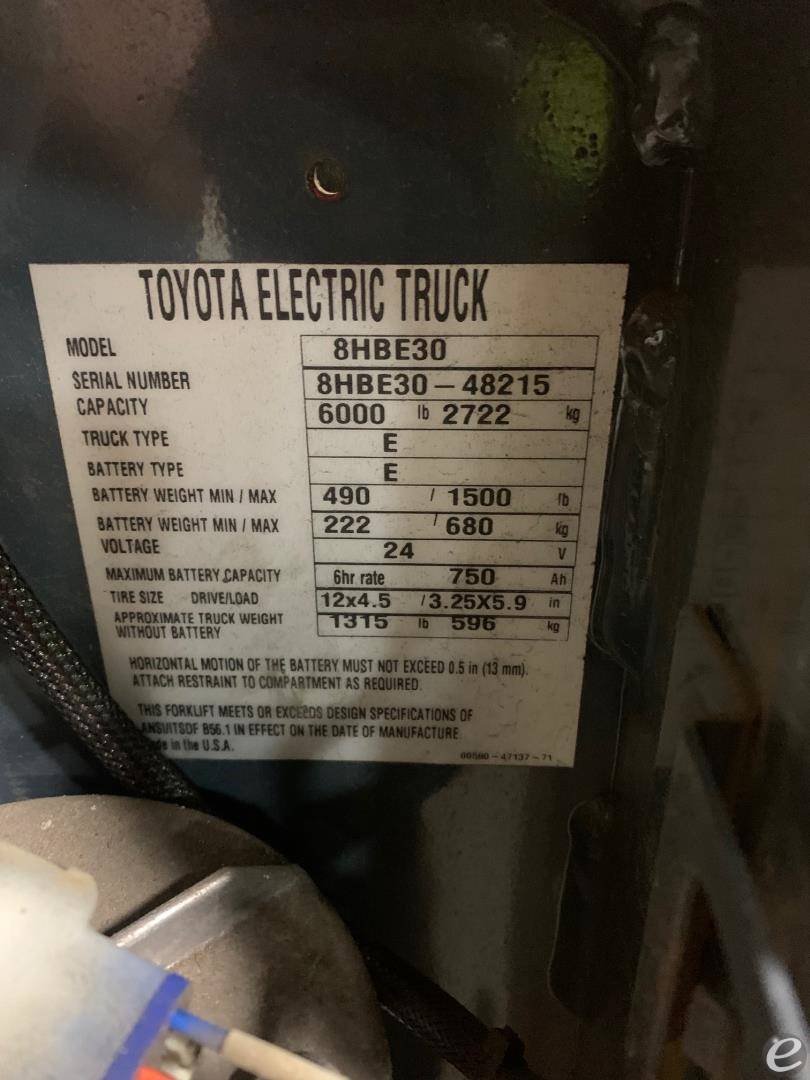 TOYOTA ELECTRIC TRUCK
MODEL 8HBE30
SERIAL NUMBER 8HBE30-48215
CAPACITY 6000 lb 2722 kg
TRUCK TYPE E
BATTERY TYPE E
BATTERY WEIGHT MIN / MAX 490 / 1500 lb
BATTERY WEIGHT MIN / MAX 222 / 680 kg
VOLTAGE 24 V
MAXIMUM BATTERY CAPACITY 6hr rate 750 Ah
TIRE SIZE DRIVE/LOAD 12x4.5 / 3.25X5.9 in
APPROXIMATE TRUCK WEIGHT
WITHOUT BATTERY 1315 lb 596 kg
HORIZONTAL MOTION OF THE BATTERY MUST NOT EXCEED 0.5 in (13 mm).
ATTACH RESTRAINT TO COMPARTMENT AS REQUIRED.
THIS FORKLIFT MEETS OR EXCEEDS DESIGN SPECIFICATIONS OF
ANSI/ITSDF B56.1 IN EFFECT ON THE DATE OF MANUFACTURE
in the U.S.A.
e